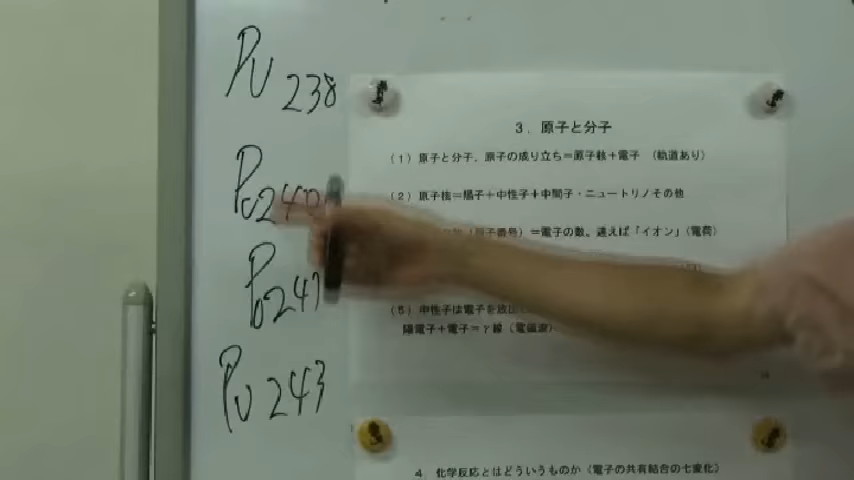 Pu 238
Pu 240
Pu 241
Pu 243
3. 原子と分子
(1) 原子と分子、原子の成り立ち=原子核+電子 (軌道あり)
(2) 原子核=陽子+中性子+中間子・ニュートリノその他
(原子番号) =電子の数、違えば「イオン」(電荷)
(5) 中性子は電子を放出
陽電子+電子=γ線 (電磁波)
4. 化学反応とはどういうものか (電子の共有結合の七変化)